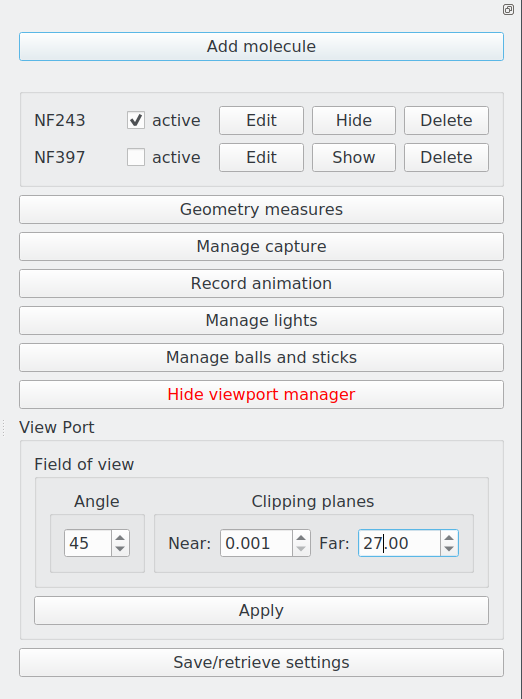 Add molecule
NF243 active Edit Hide Delete
NF397 active Edit Show Delete
Geometry measures
Manage capture
Record animation
Manage lights
Manage balls and sticks
Hide viewport manager
View Port
Field of view
Angle Clipping planes
45 Near: 0.001 Far: 27.00
Apply
Save/retrieve settings